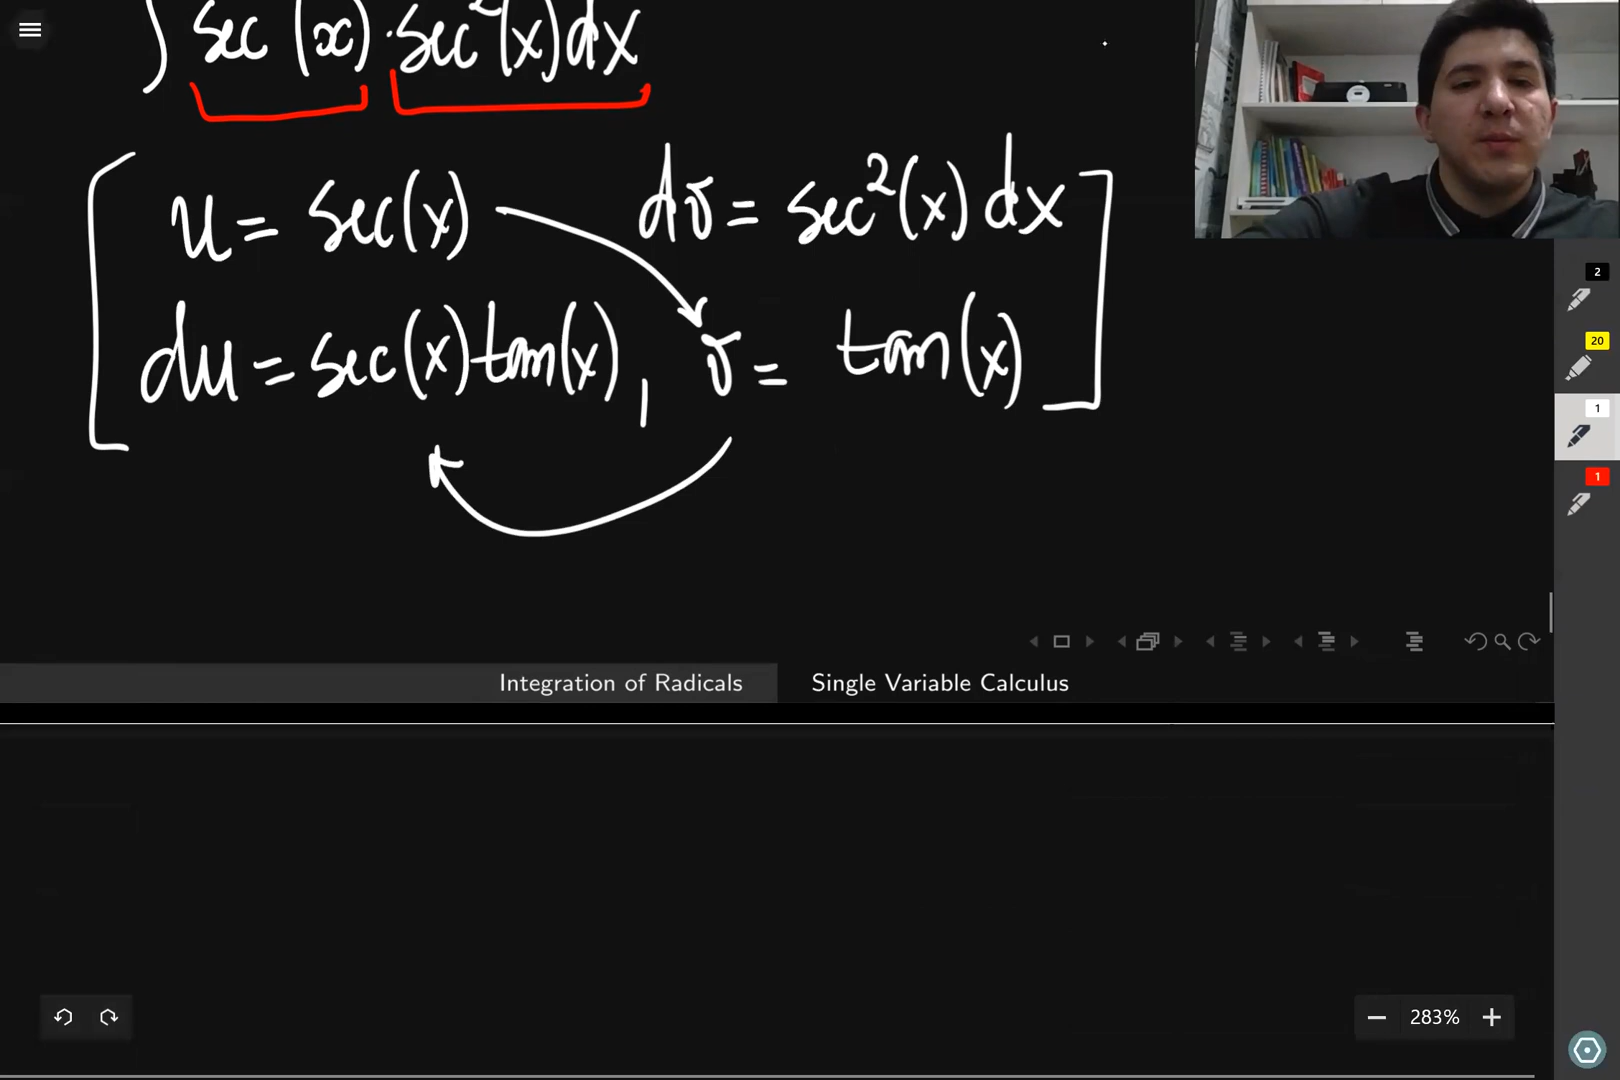 ∫ sec(x) · sec²(x) dx
u = sec(x) dv = sec²(x) dx
du = sec(x) tan(x), v = tan(x)
2
20
1
1
Integration of Radicals Single Variable Calculus
− 283% +